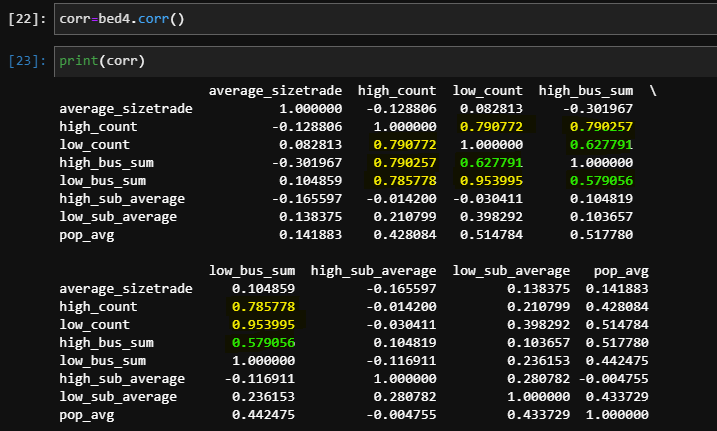 [22]: corr=bed4.corr()
[23]: print(corr)
average_sizetrade high_count low_count high_bus_sum \
average_sizetrade 1.000000 -0.128806 0.082813 -0.301967
high_count -0.128806 1.000000 0.790772 0.790257
low_count 0.082813 0.790772 1.000000 0.627791
high_bus_sum -0.301967 0.790257 0.627791 1.000000
low_bus_sum 0.104859 0.785778 0.953995 0.579056
high_sub_average -0.165597 -0.014200 -0.030411 0.104819
low_sub_average 0.138375 0.210799 0.398292 0.103657
pop_avg 0.141883 0.428084 0.514784 0.517780
low_bus_sum high_sub_average low_sub_average pop_avg
average_sizetrade 0.104859 -0.165597 0.138375 0.141883
high_count 0.785778 -0.014200 0.210799 0.428084
low_count 0.953995 -0.030411 0.398292 0.514784
high_bus_sum 0.579056 0.104819 0.103657 0.517780
low_bus_sum 1.000000 -0.116911 0.236153 0.442475
high_sub_average -0.116911 1.000000 0.280782 -0.004755
low_sub_average 0.236153 0.280782 1.000000 0.433729
pop_avg 0.442475 -0.004755 0.433729 1.000000